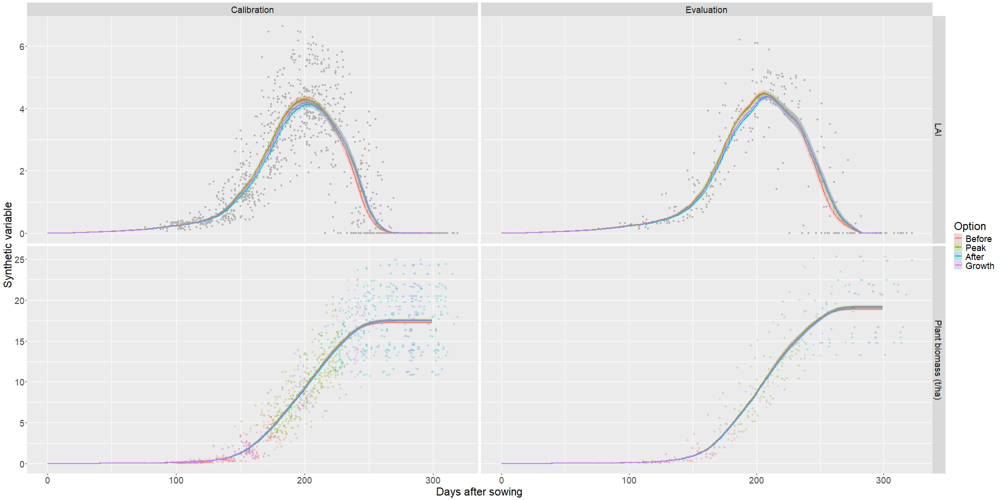 Calibration
Evaluation
6
4
2
0
LAI
25
20
15
10
5
0
Plant biomass (t/ha)
Synthetic variable
0 100 200 300
0 100 200 300
Days after sowing
Option
Before
Peak
After
Growth